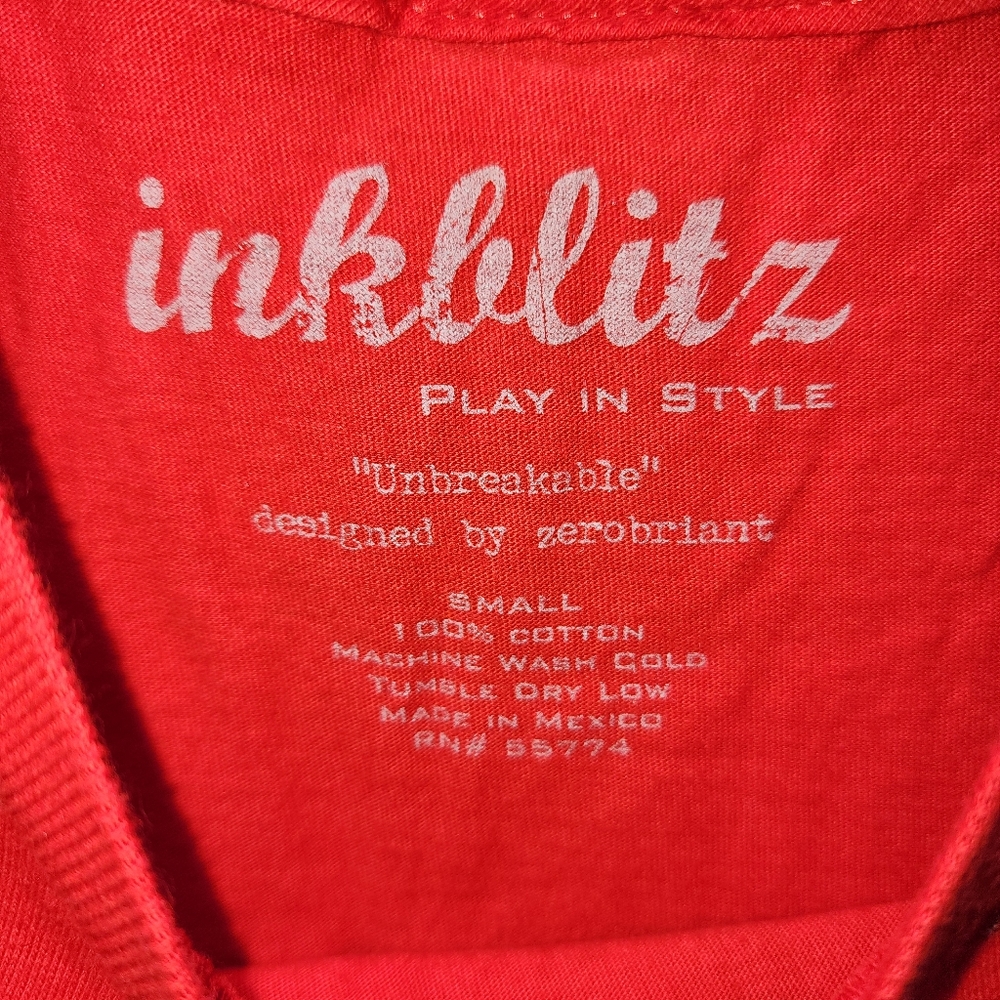 inkblitz
PLAY IN STYLE
"Unbreakable"
designed by zerobriant
SMALL
100% COTTON
MACHINE WASH COLD
TUMBLE DRY LOW
MADE IN MEXICO
RN# 55774